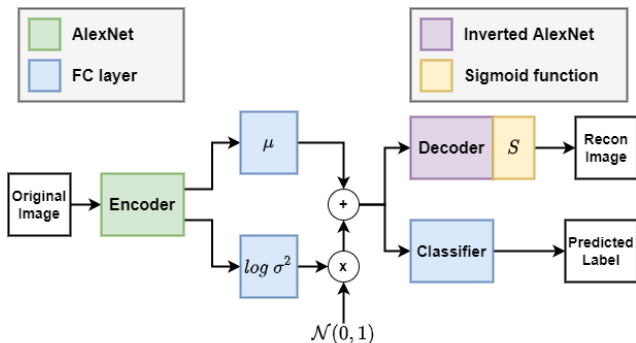 AlexNet
FC layer
Inverted AlexNet
Sigmoid function
Original
Image
Encoder
μ
log σ²
+
x
𝒩(0,1)
Decoder
S
Recon
Image
Classifier
Predicted
Label